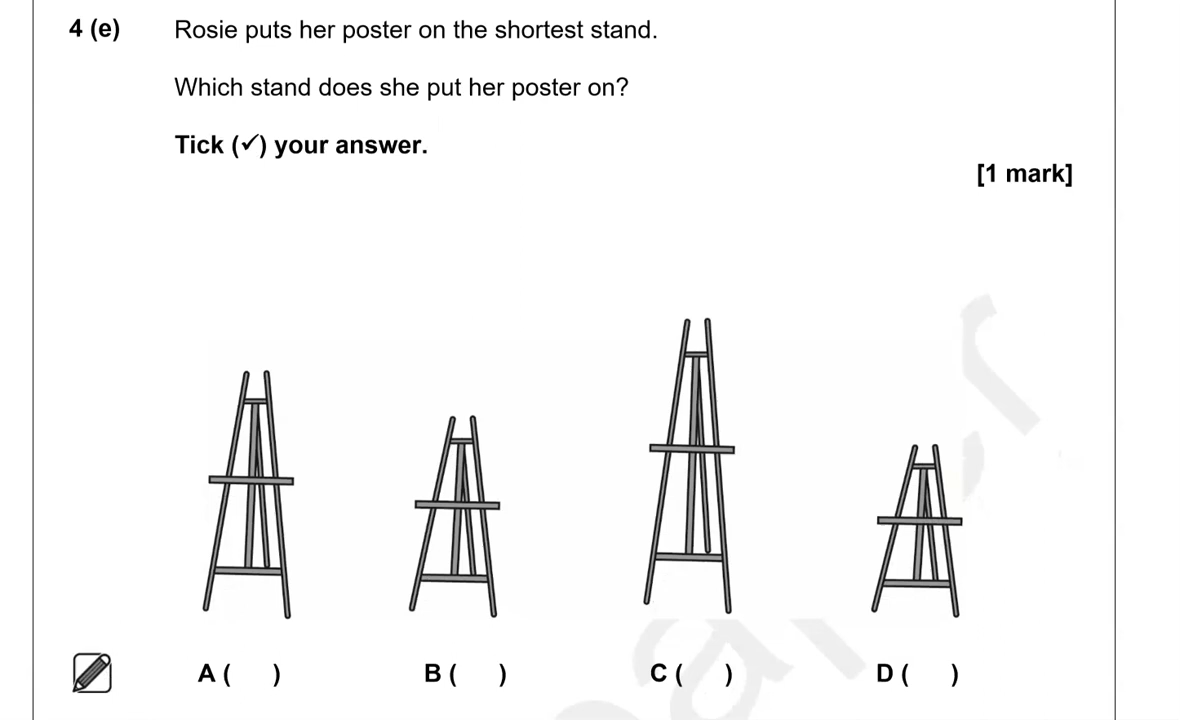 4 (e) Rosie puts her poster on the shortest stand.
Which stand does she put her poster on?
Tick (✓) your answer.
[1 mark]
A ( ) B ( ) C ( ) D ( )